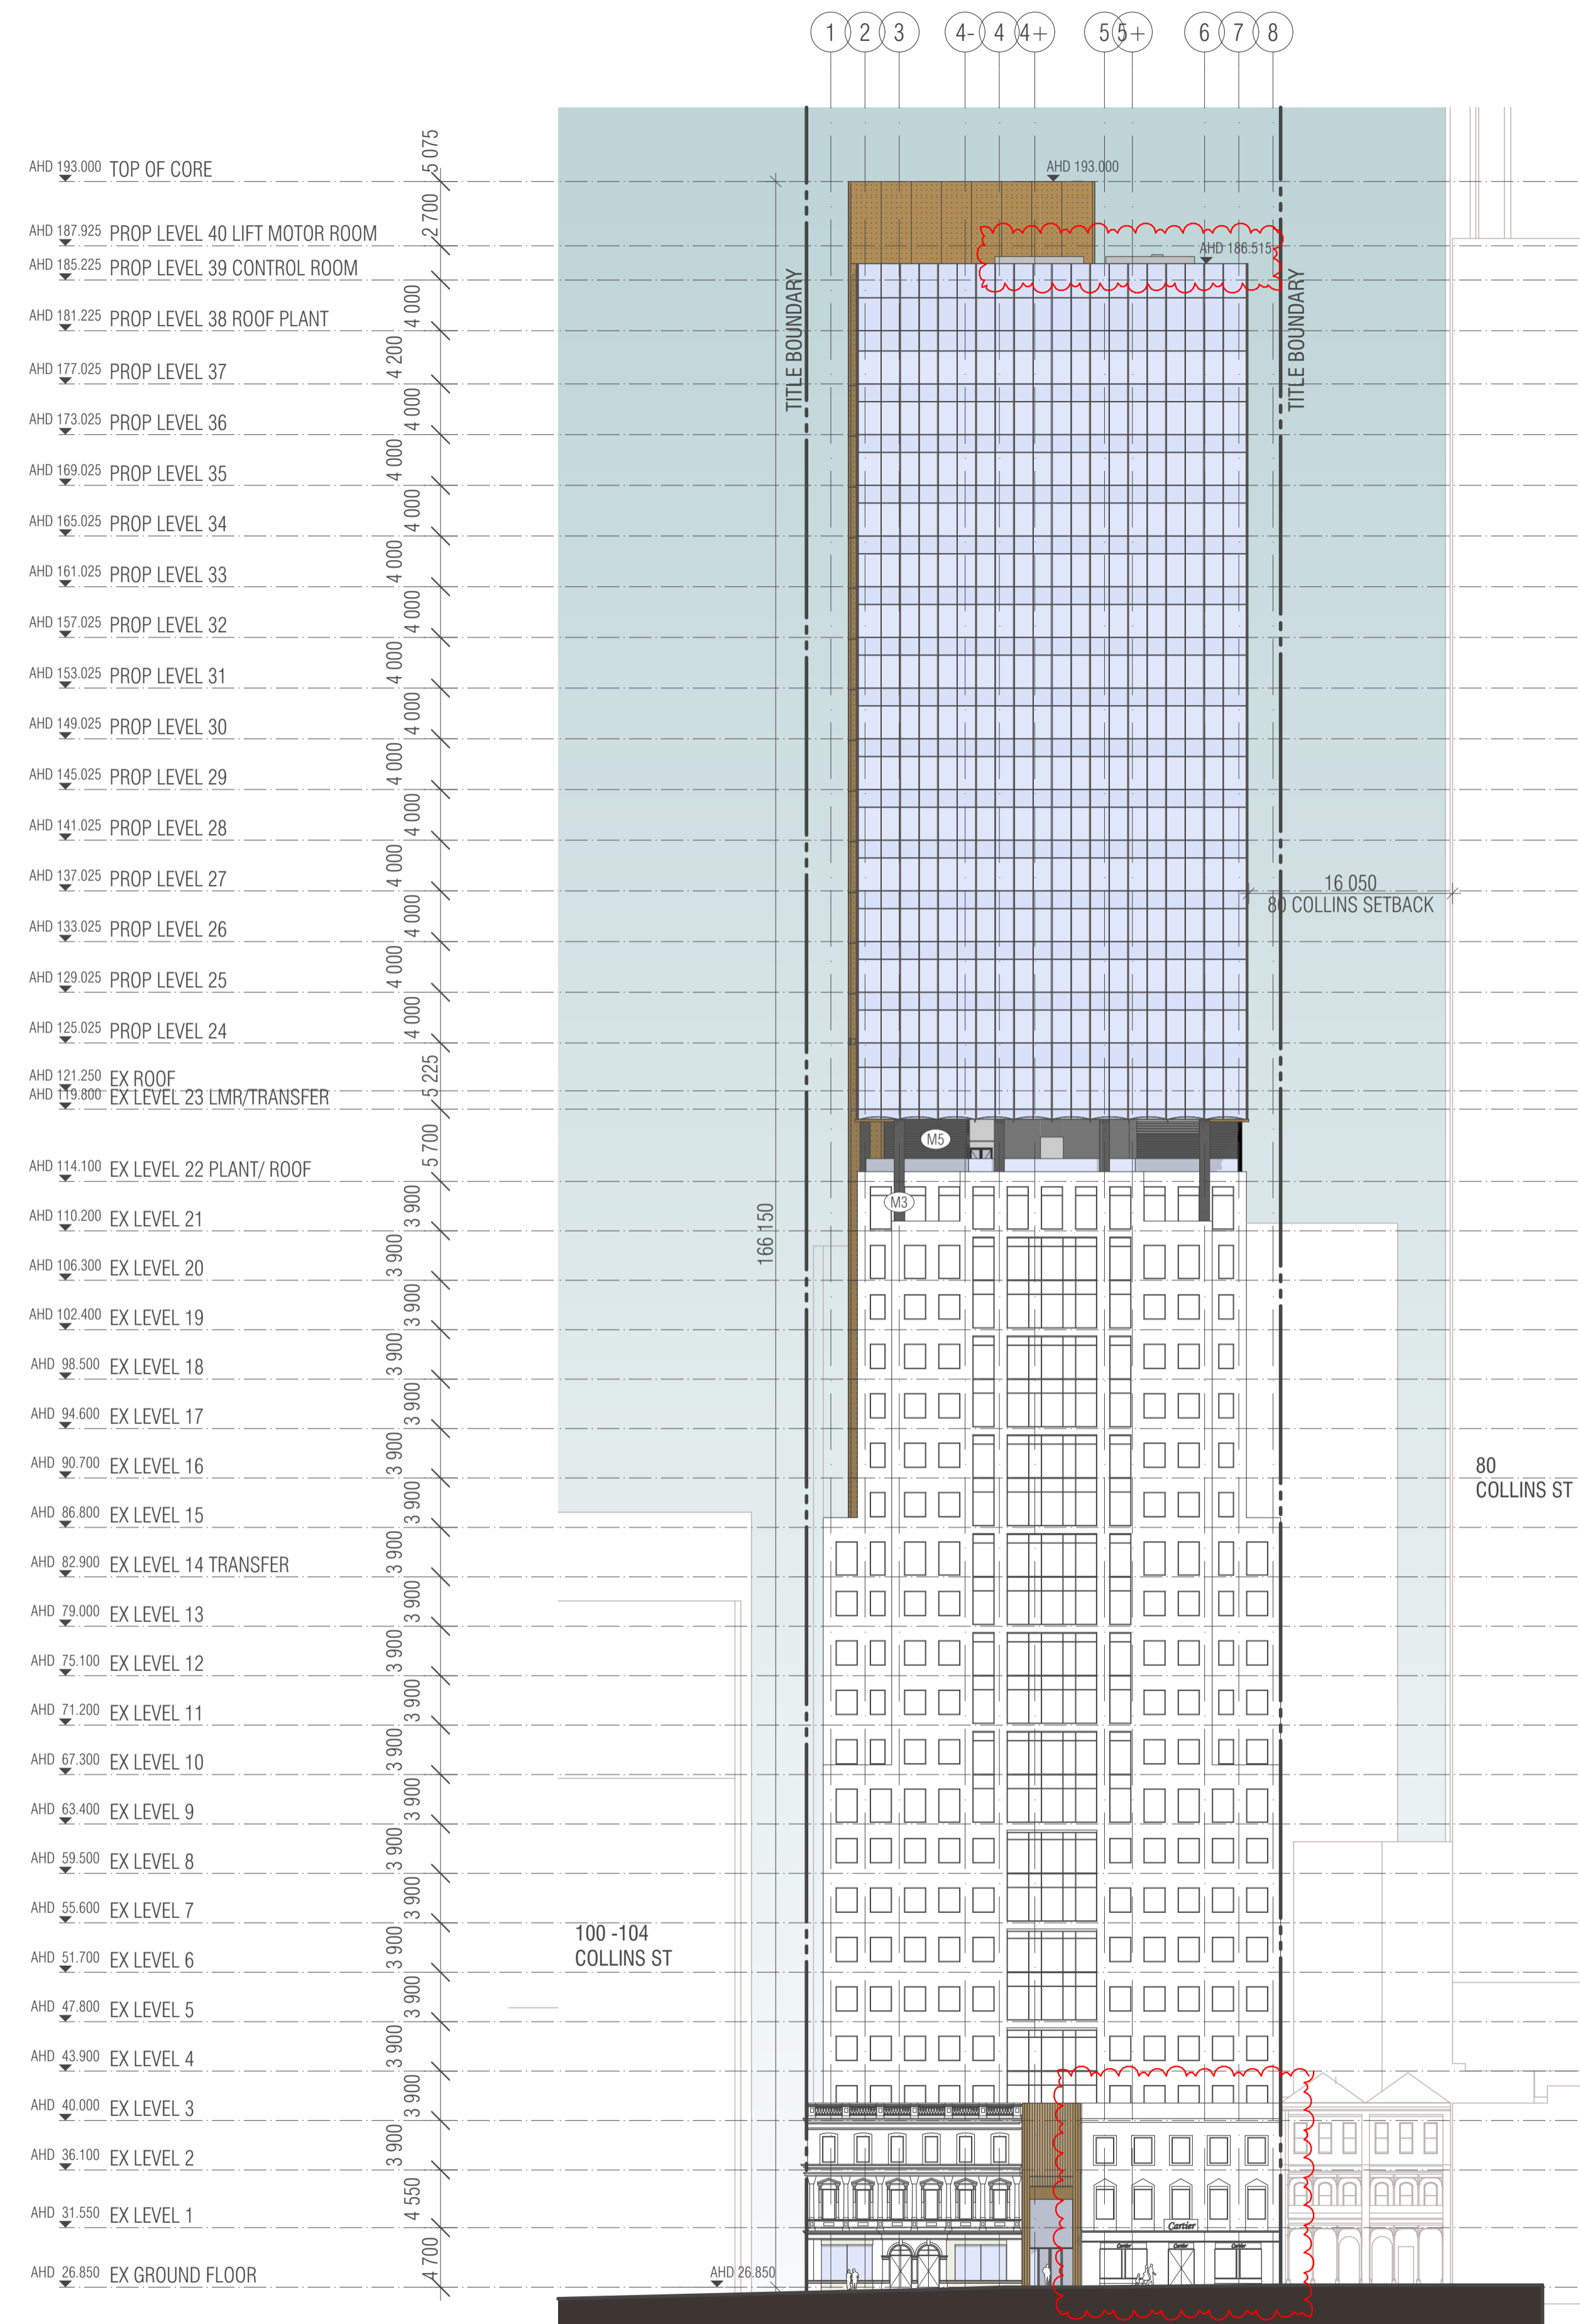 1 2 3 4- 4 4+ 5 5+ 6 7 8
5 075
AHD 193.000 TOP OF CORE
AHD 193.000
2 700
AHD 187.925 PROP LEVEL 40 LIFT MOTOR ROOM
AHD 186.515
AHD 185.225 PROP LEVEL 39 CONTROL ROOM
TITLE BOUNDARY
TITLE BOUNDARY
4 000
AHD 181.225 PROP LEVEL 38 ROOF PLANT
4 200
AHD 177.025 PROP LEVEL 37
4 000
AHD 173.025 PROP LEVEL 36
4 000
AHD 169.025 PROP LEVEL 35
4 000
AHD 165.025 PROP LEVEL 34
4 000
AHD 161.025 PROP LEVEL 33
4 000
AHD 157.025 PROP LEVEL 32
4 000
AHD 153.025 PROP LEVEL 31
4 000
AHD 149.025 PROP LEVEL 30
4 000
AHD 145.025 PROP LEVEL 29
4 000
AHD 141.025 PROP LEVEL 28
4 000
AHD 137.025 PROP LEVEL 27
16 050
80 COLLINS SETBACK
4 000
AHD 133.025 PROP LEVEL 26
4 000
AHD 129.025 PROP LEVEL 25
4 000
AHD 125.025 PROP LEVEL 24
5 225
AHD 121.250 EX ROOF
AHD 119.800 EX LEVEL 23 LMR/TRANSFER
M5
5 700
AHD 114.100 EX LEVEL 22 PLANT/ ROOF
M3
3 900
AHD 110.200 EX LEVEL 21
166 150
3 900
AHD 106.300 EX LEVEL 20
3 900
AHD 102.400 EX LEVEL 19
3 900
AHD 98.500 EX LEVEL 18
3 900
AHD 94.600 EX LEVEL 17
3 900
AHD 90.700 EX LEVEL 16
80
COLLINS ST
3 900
AHD 86.800 EX LEVEL 15
3 900
AHD 82.900 EX LEVEL 14 TRANSFER
3 900
AHD 79.000 EX LEVEL 13
3 900
AHD 75.100 EX LEVEL 12
3 900
AHD 71.200 EX LEVEL 11
3 900
AHD 67.300 EX LEVEL 10
3 900
AHD 63.400 EX LEVEL 9
3 900
AHD 59.500 EX LEVEL 8
3 900
AHD 55.600 EX LEVEL 7
100 -104
COLLINS ST
3 900
AHD 51.700 EX LEVEL 6
3 900
AHD 47.800 EX LEVEL 5
3 900
AHD 43.900 EX LEVEL 4
3 900
AHD 40.000 EX LEVEL 3
3 900
AHD 36.100 EX LEVEL 2
4 550
AHD 31.550 EX LEVEL 1
Cartier
Cartier Cartier Cartier
4 700
AHD 26.850 EX GROUND FLOOR
AHD 26.850